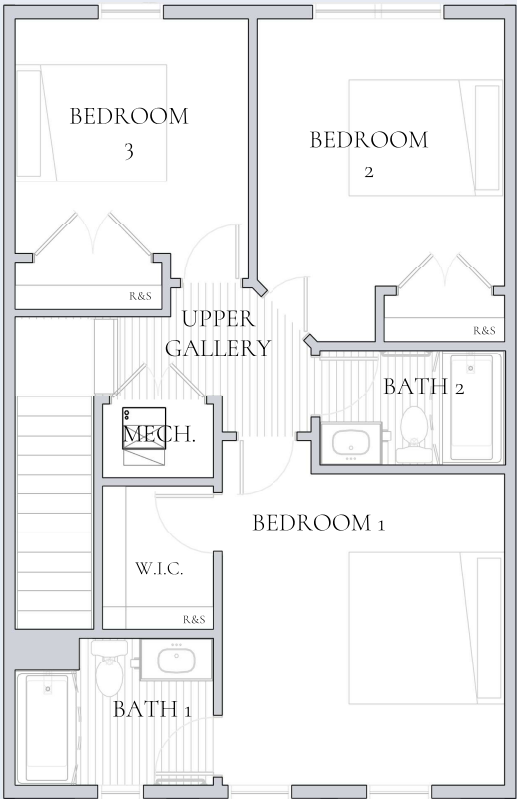 BEDROOM
3
BEDROOM
2
R&S
R&S
UPPER
GALLERY
BATH 2
MECH.
BEDROOM 1
W.I.C.
R&S
BATH 1